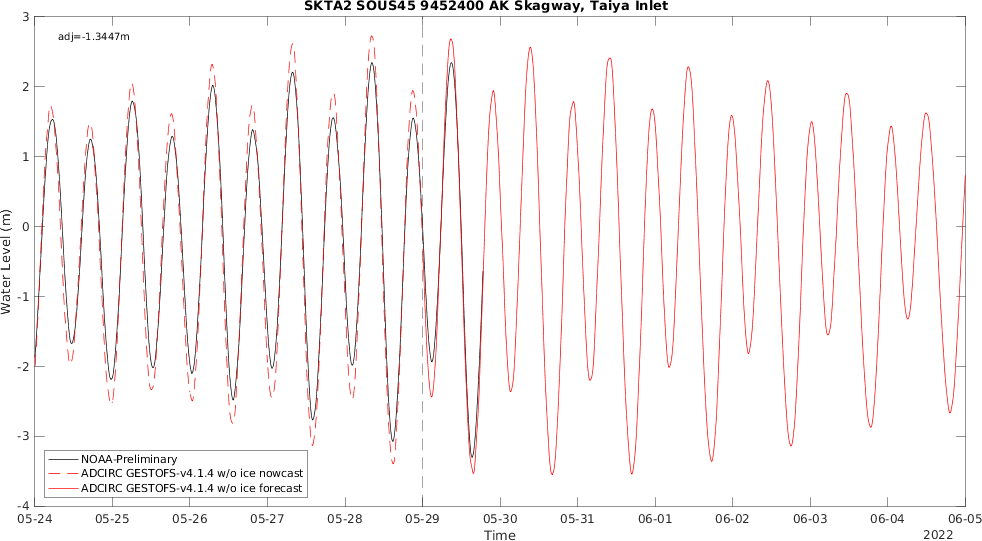 SKTA2 SOUS45 9452400 AK Skagway, Taiya Inlet
adj=-1.3447m
3
2
1
0
-1
-2
-3
-4
Water Level (m)
NOAA-Preliminary
ADCIRC GESTOFS-v4.1.4 w/o ice nowcast
ADCIRC GESTOFS-v4.1.4 w/o ice forecast
05-24 05-25 05-26 05-27 05-28 05-29 05-30 05-31 06-01 06-02 06-03 06-04 06-05
Time
2022